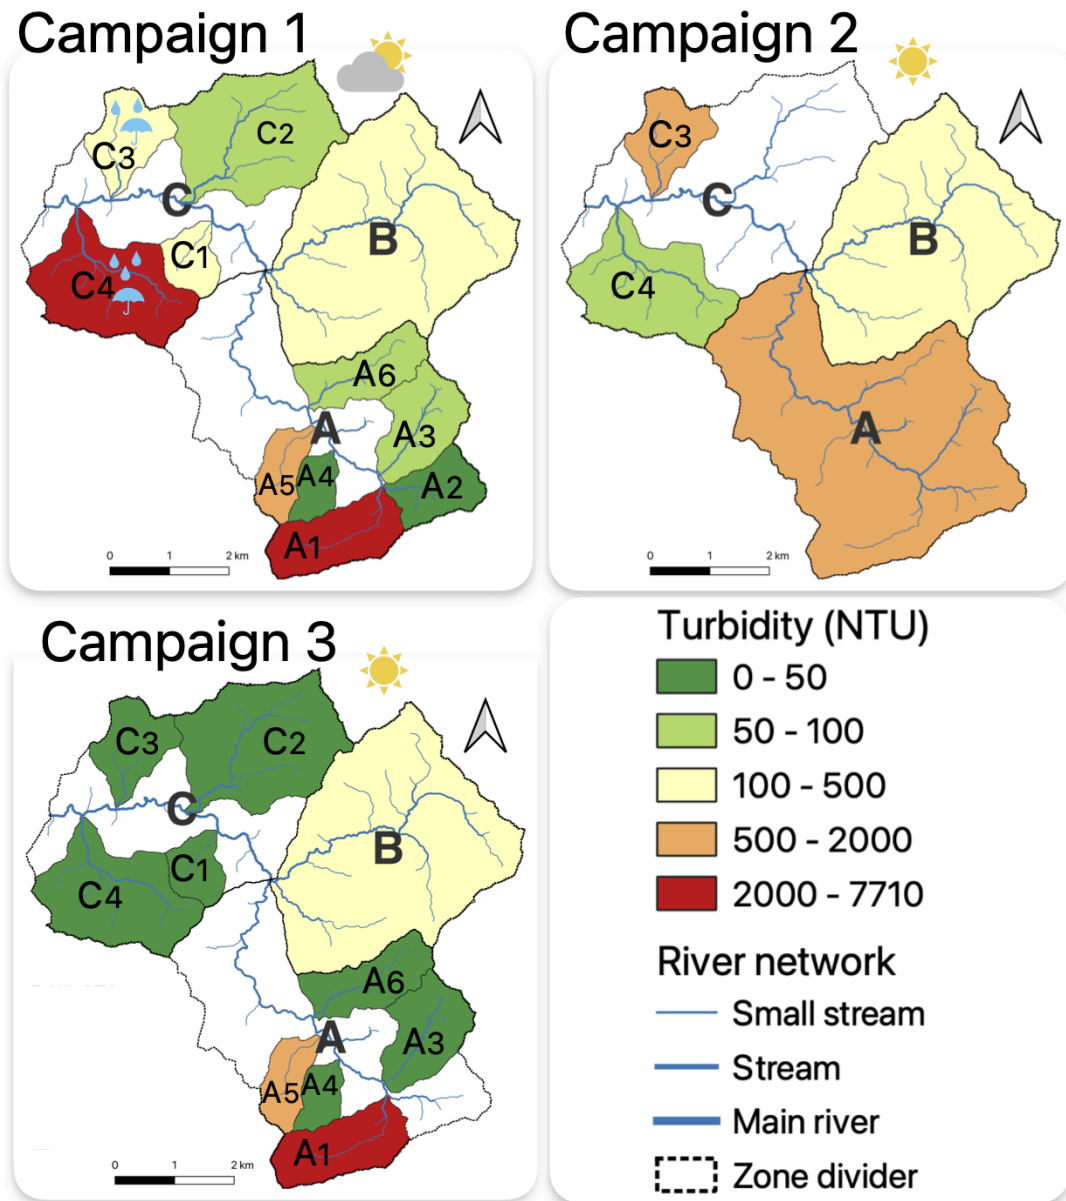 Campaign 1
C2
C3
C
C1
B
C4
A6
A
A3
A5
A4
A2
A1
0 1 2 km
Campaign 2
C3
C
B
C4
A
0 1 2 km
Campaign 3
C3
C2
C
B
C1
C4
A6
A
A3
A5
A4
A1
0 1 2 km
Turbidity (NTU)
0 - 50
50 - 100
100 - 500
500 - 2000
2000 - 7710
River network
Small stream
Stream
Main river
Zone divider